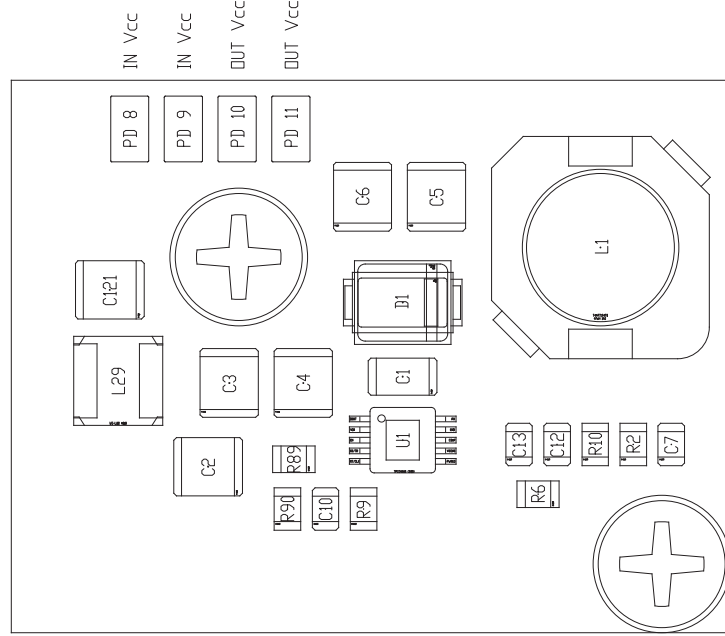 IN Vcc
IN Vcc
OUT Vcc
OUT Vcc
PD 8
PD 9
PD 10
PD 11
C6
C5
L1
C121
D1
L29
C3
C4
C1
U1
C2
R89
C13
C12
R10
R2
C7
R90
C10
R9
R6